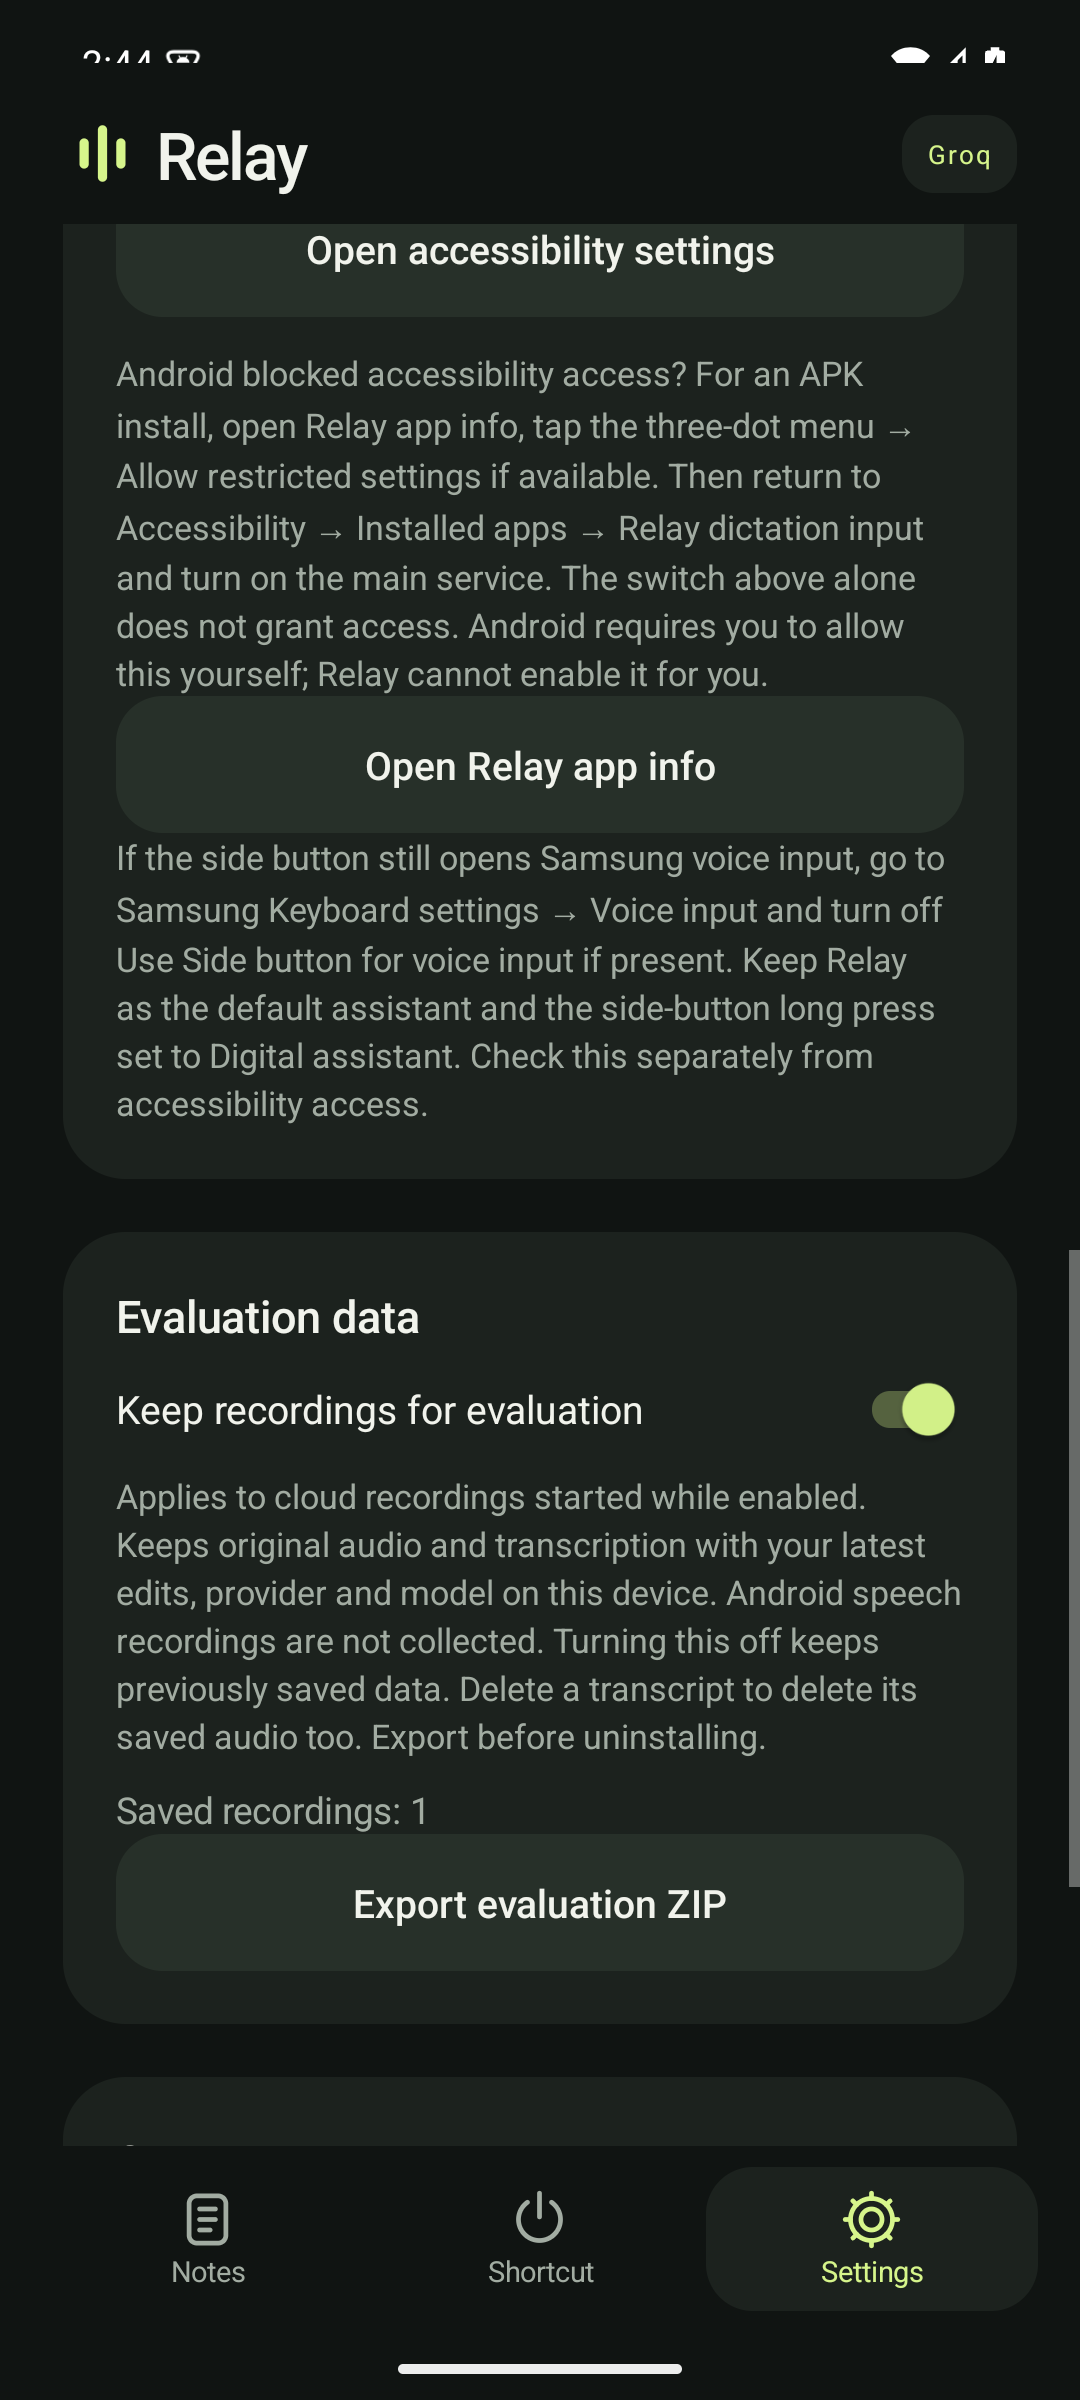 2:44
Relay
Groq
Open accessibility settings
Android blocked accessibility access? For an APK
install, open Relay app info, tap the three-dot menu →
Allow restricted settings if available. Then return to
Accessibility → Installed apps → Relay dictation input
and turn on the main service. The switch above alone
does not grant access. Android requires you to allow
this yourself; Relay cannot enable it for you.
Open Relay app info
If the side button still opens Samsung voice input, go to
Samsung Keyboard settings → Voice input and turn off
Use Side button for voice input if present. Keep Relay
as the default assistant and the side-button long press
set to Digital assistant. Check this separately from
accessibility access.
Evaluation data
Keep recordings for evaluation
Applies to cloud recordings started while enabled.
Keeps original audio and transcription with your latest
edits, provider and model on this device. Android speech
recordings are not collected. Turning this off keeps
previously saved data. Delete a transcript to delete its
saved audio too. Export before uninstalling.
Saved recordings: 1
Export evaluation ZIP
Notes
Shortcut
Settings